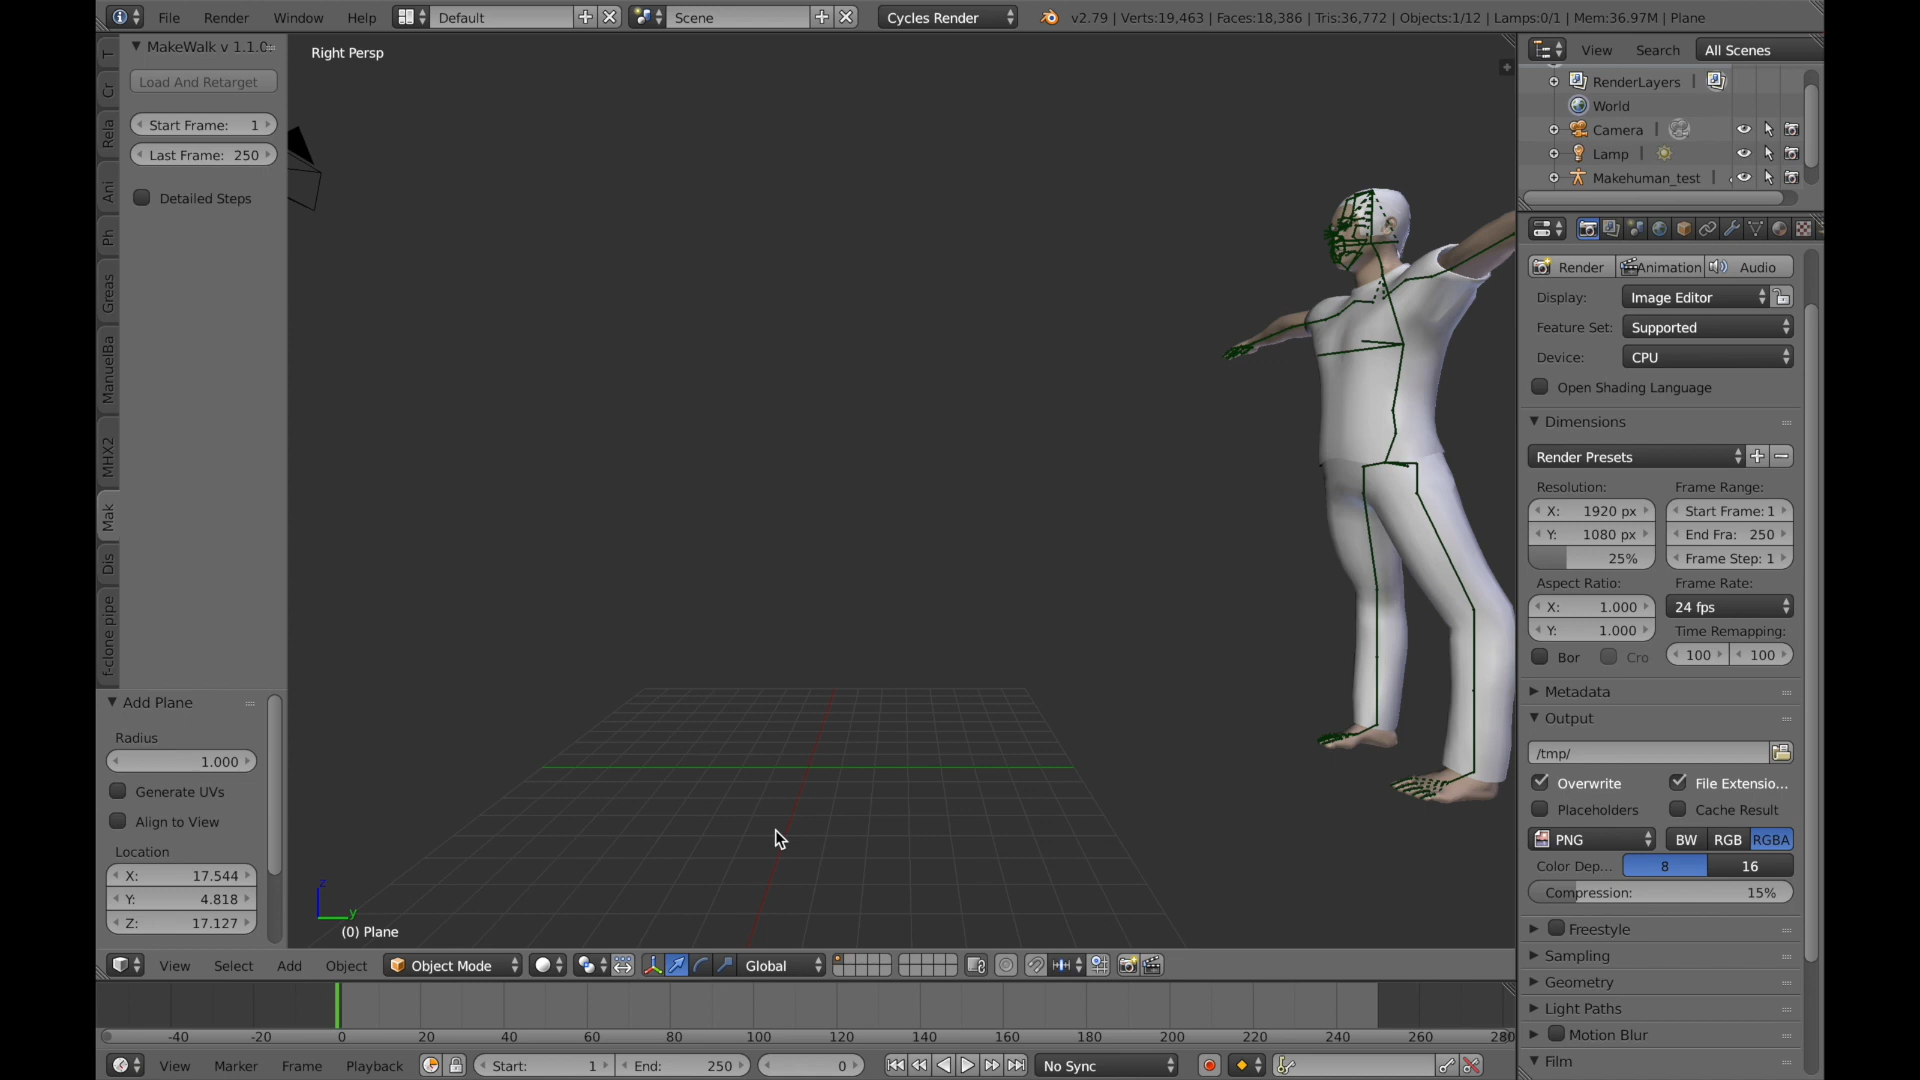 File Render Window Help Default Scene Cycles Render v2.79 | Verts:19,463 | Faces:18,386 | Tris:36,772 | Objects:1/12 | Lamps:0/1 | Mem:36.97M | Plane
MakeWalk v 1.1.0
Load And Retarget
Start Frame: 1
Last Frame: 250
Detailed Steps
T
Cr
Rela
Ani
Ph
Greas
ManuelBa
MHX2
Mak
Dis
f-clone pipe
Add Plane
Radius
1.000
Generate UVs
Align to View
Location
X: 17.544
Y: 4.818
Z: 17.127
Right Persp
z
y
(0) Plane
View Select Add Object Object Mode Global
-40 -20 0 20 40 60 80 100 120 140 160 180 200 220 240 260 280
View Marker Frame Playback Start: 1 End: 250 0 No Sync
View Search All Scenes
RenderLayers |
World
Camera |
Lamp |
Makehuman_test |
Render Animation Audio
Display: Image Editor
Feature Set: Supported
Device: CPU
Open Shading Language
Dimensions
Render Presets
Resolution: Frame Range:
X: 1920 px Start Frame: 1
Y: 1080 px End Fra: 250
25% Frame Step: 1
Aspect Ratio: Frame Rate:
X: 1.000 24 fps
Y: 1.000 Time Remapping:
Bor Cro 100 100
Metadata
Output
/tmp/
Overwrite File Extensio...
Placeholders Cache Result
PNG BW RGB RGBA
Color Dep... 8 16
Compression: 15%
Freestyle
Sampling
Geometry
Light Paths
Motion Blur
Film